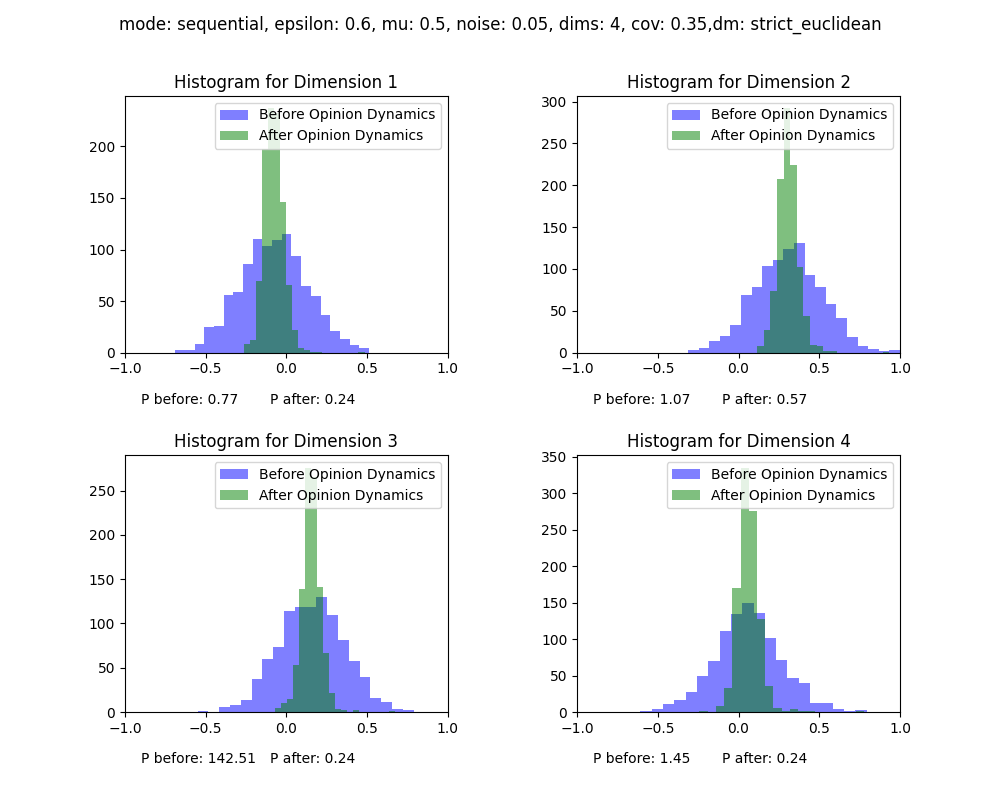 mode: sequential, epsilon: 0.6, mu: 0.5, noise: 0.05, dims: 4, cov: 0.35,dm: strict_euclidean
Histogram for Dimension 1
Before Opinion Dynamics
After Opinion Dynamics
200
150
100
50
0
−1.0 −0.5 0.0 0.5 1.0
P before: 0.77 P after: 0.24
Histogram for Dimension 2
Before Opinion Dynamics
After Opinion Dynamics
300
250
200
150
100
50
0
−1.0 −0.5 0.0 0.5 1.0
P before: 1.07 P after: 0.57
Histogram for Dimension 3
Before Opinion Dynamics
After Opinion Dynamics
250
200
150
100
50
0
−1.0 −0.5 0.0 0.5 1.0
P before: 142.51 P after: 0.24
Histogram for Dimension 4
Before Opinion Dynamics
After Opinion Dynamics
350
300
250
200
150
100
50
0
−1.0 −0.5 0.0 0.5 1.0
P before: 1.45 P after: 0.24